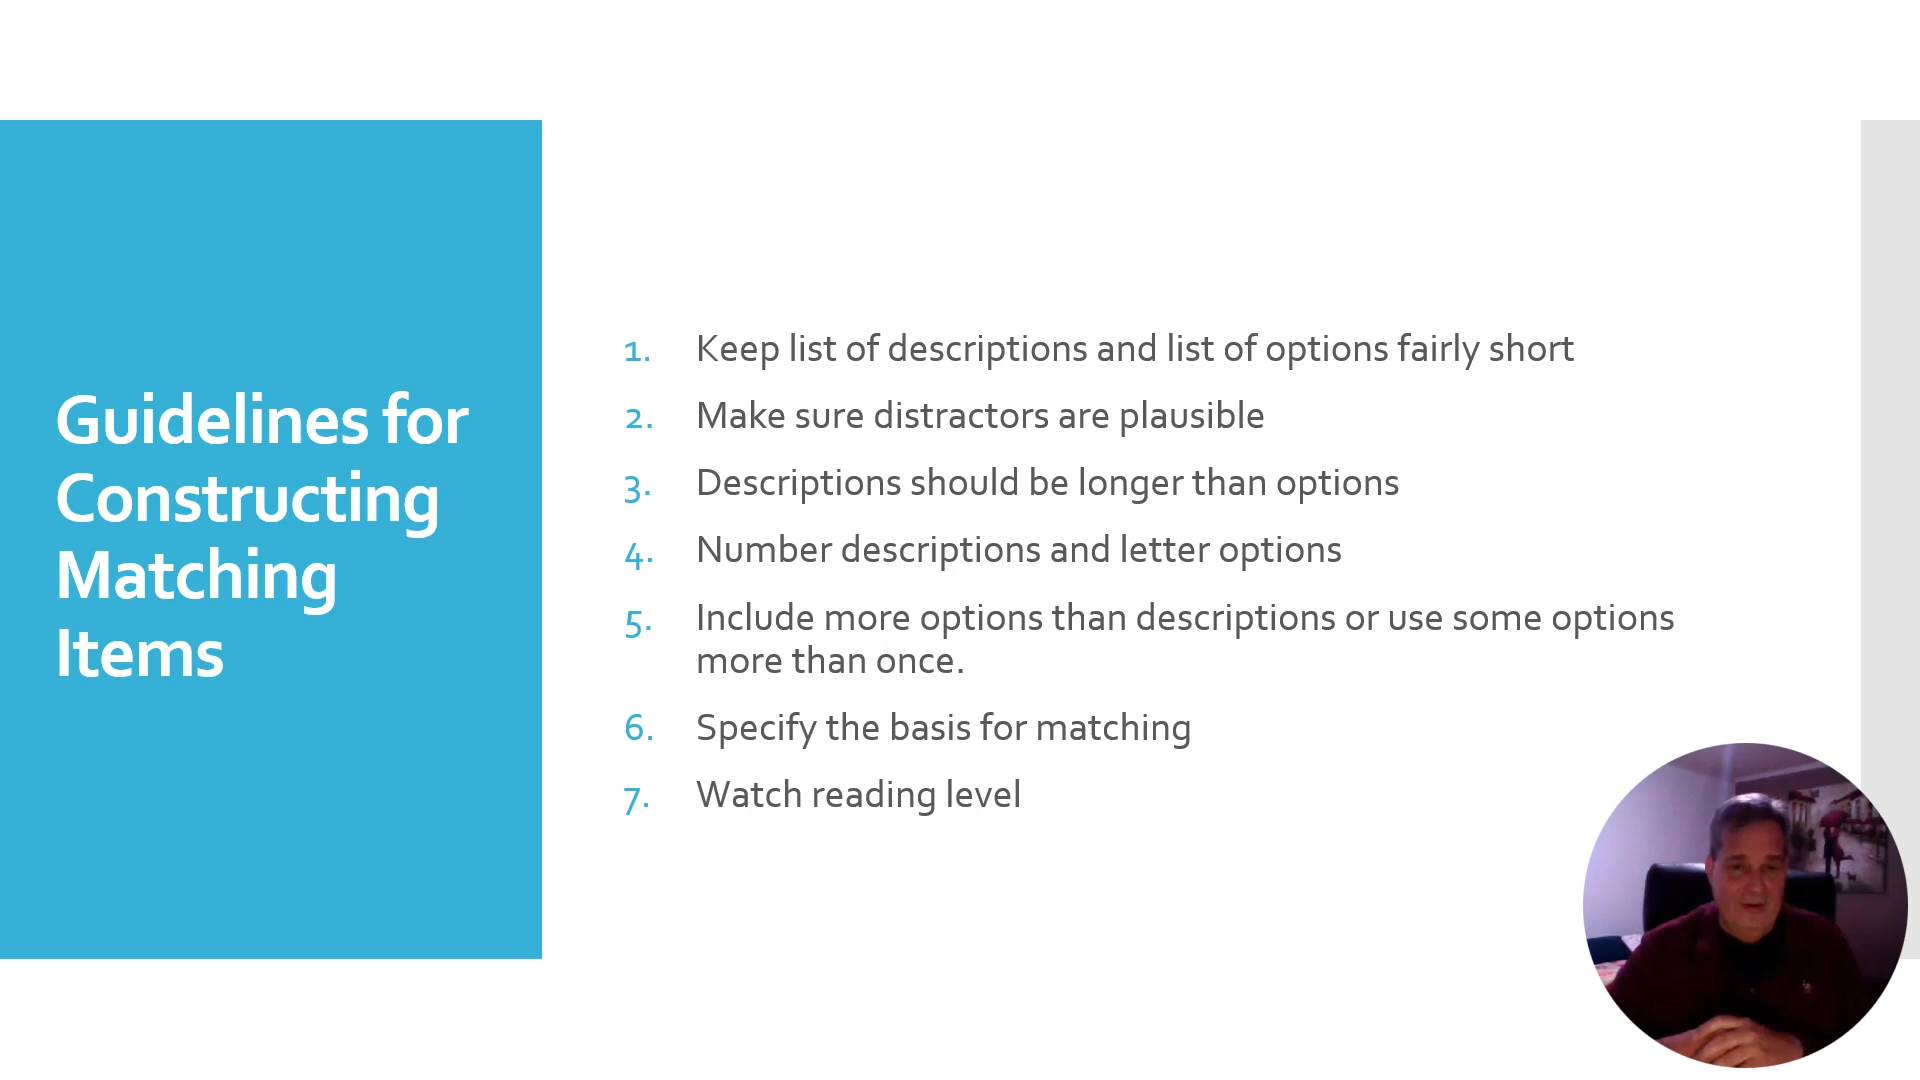 Guidelines for
Constructing
Matching
Items
1. Keep list of descriptions and list of options fairly short
2. Make sure distractors are plausible
3. Descriptions should be longer than options
4. Number descriptions and letter options
5. Include more options than descriptions or use some options
more than once.
6. Specify the basis for matching
7. Watch reading level